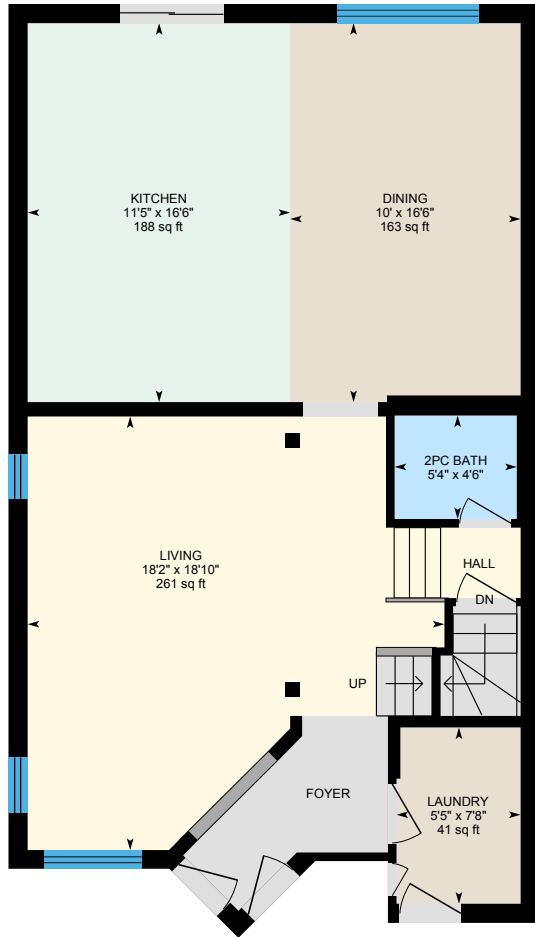 KITCHEN
11'5" x 16'6"
188 sq ft
DINING
10' x 16'6"
163 sq ft
2PC BATH
5'4" x 4'6"
LIVING
18'2" x 18'10"
261 sq ft
HALL
DN
UP
FOYER
LAUNDRY
5'5" x 7'8"
41 sq ft